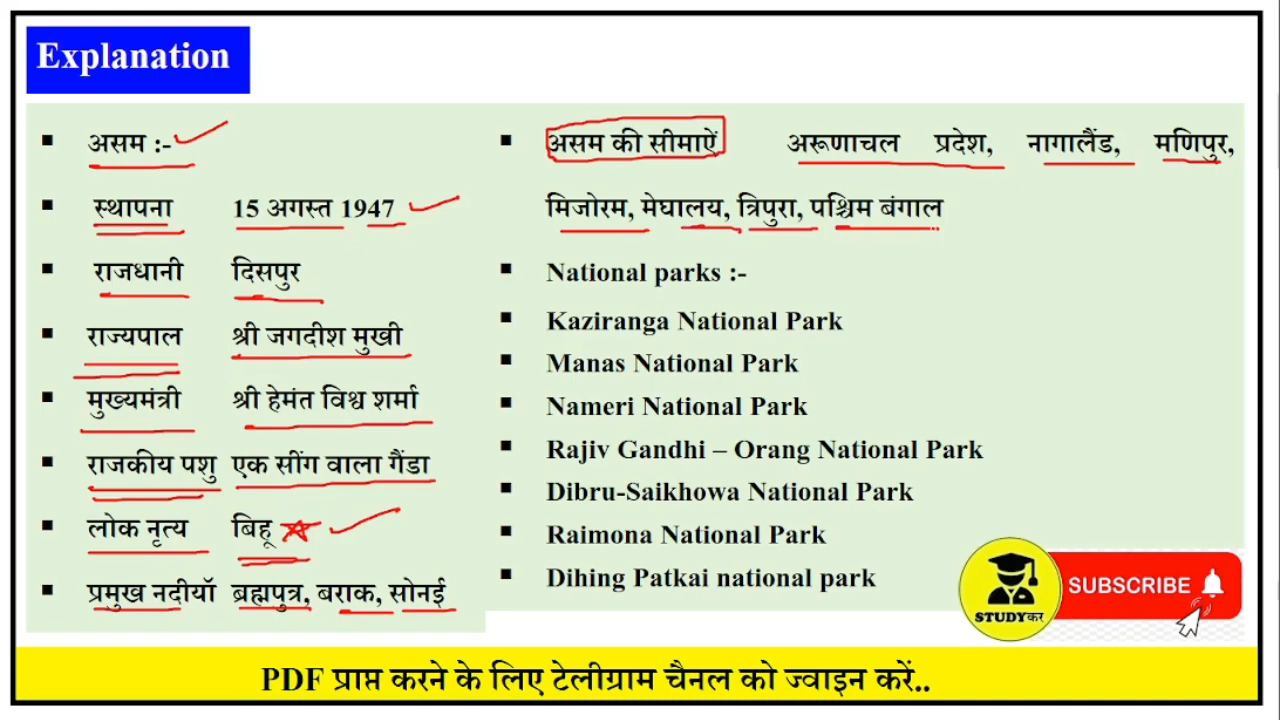 Explanation
असम :-
स्थापना 15 अगस्त 1947
राजधानी दिसपुर
राज्यपाल श्री जगदीश मुखी
मुख्यमंत्री श्री हेमंत विश्व शर्मा
राजकीय पशु एक सींग वाला गैंडा
लोक नृत्य बिहू
प्रमुख नदीयॉ ब्रह्मपुत्र, बराक, सोनई
असम की सीमाऐं अरूणाचल प्रदेश, नागालैंड, मणिपुर,
मिजोरम, मेघालय, त्रिपुरा, पश्चिम बंगाल
National parks :-
Kaziranga National Park
Manas National Park
Nameri National Park
Rajiv Gandhi – Orang National Park
Dibru-Saikhowa National Park
Raimona National Park
Dihing Patkai national park
STUDYकर
SUBSCRIBE
PDF प्राप्त करने के लिए टेलीग्राम चैनल को ज्वाइन करें..